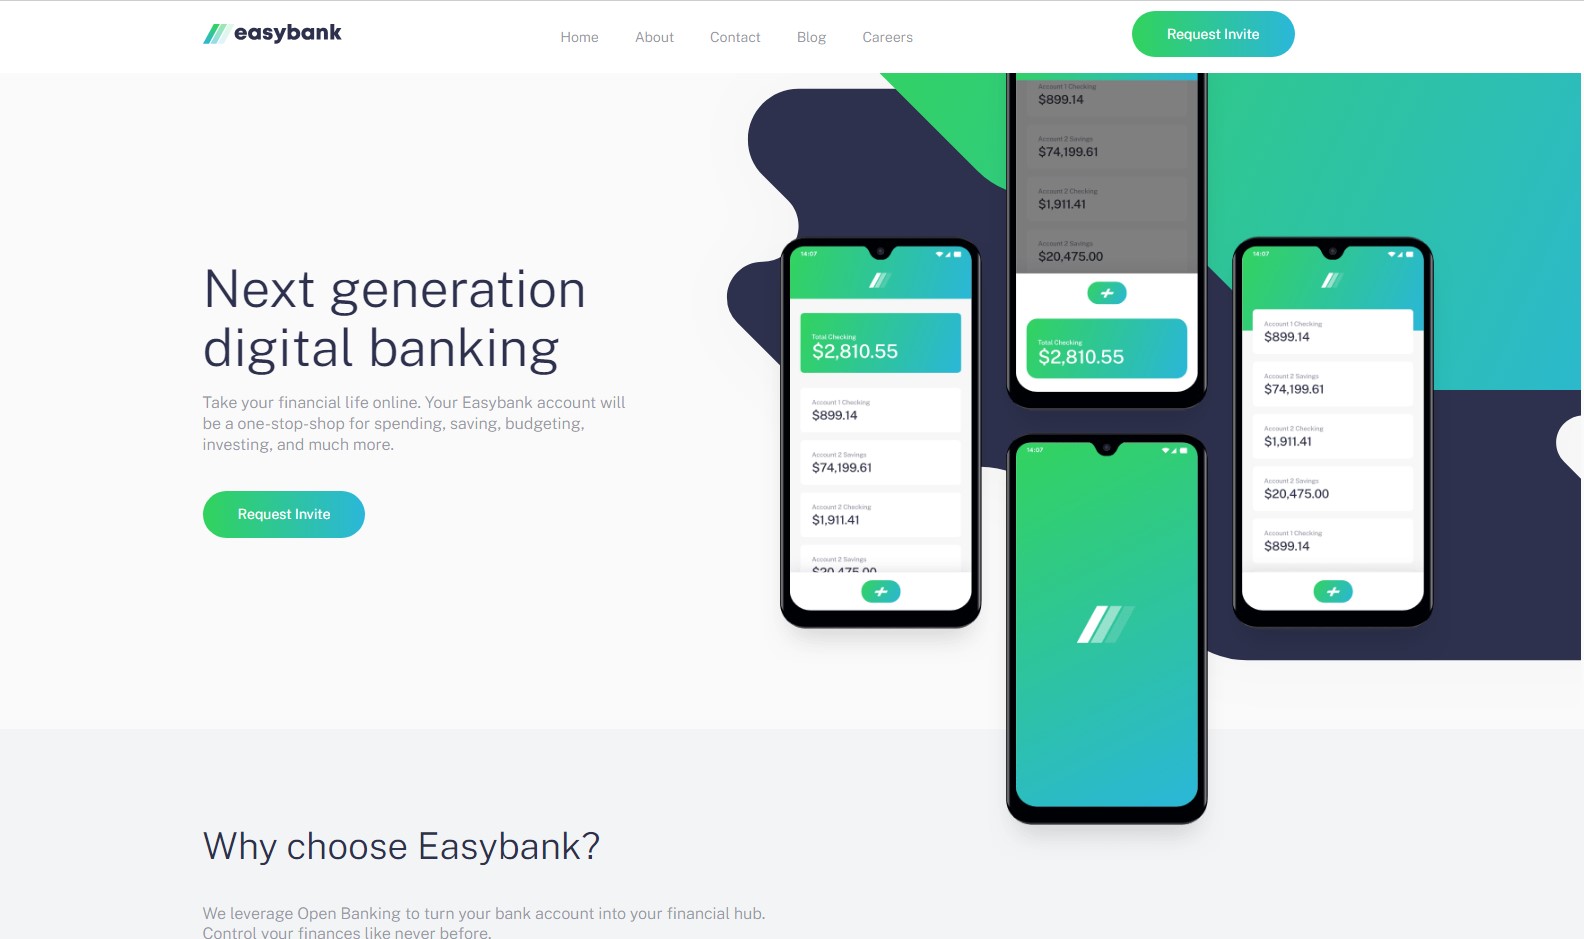 easybank
Home
About
Contact
Blog
Careers
Request Invite
Next generation
digital banking
Take your financial life online. Your Easybank account will
be a one-stop-shop for spending, saving, budgeting,
investing, and much more.
Request Invite
14:07
Total Checking
$2,810.55
Account 1 Checking
$899.14
Account 2 Savings
$74,199.61
Account 2 Checking
$1,911.41
Account 2 Savings
$20,475.00
Account 1 Checking
$899.14
Account 2 Savings
$74,199.61
Account 2 Checking
$1,911.41
Account 2 Savings
$20,475.00
Total Checking
$2,810.55
14:07
14:07
Account 1 Checking
$899.14
Account 2 Savings
$74,199.61
Account 2 Checking
$1,911.41
Account 2 Savings
$20,475.00
Account 1 Checking
$899.14
Why choose Easybank?
We leverage Open Banking to turn your bank account into your financial hub.
Control your finances like never before.